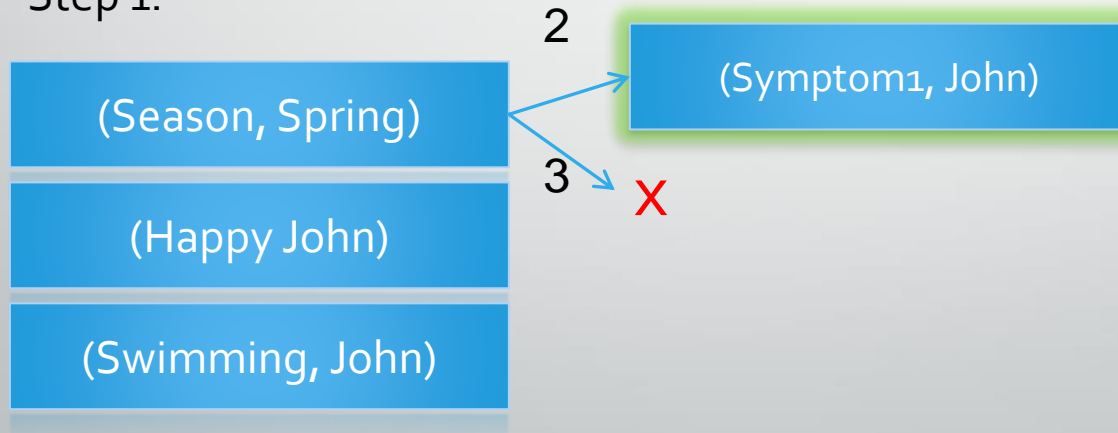 Step 1:
2
(Symptom1, John)
(Season, Spring)
3
X
(Happy John)
(Swimming, John)